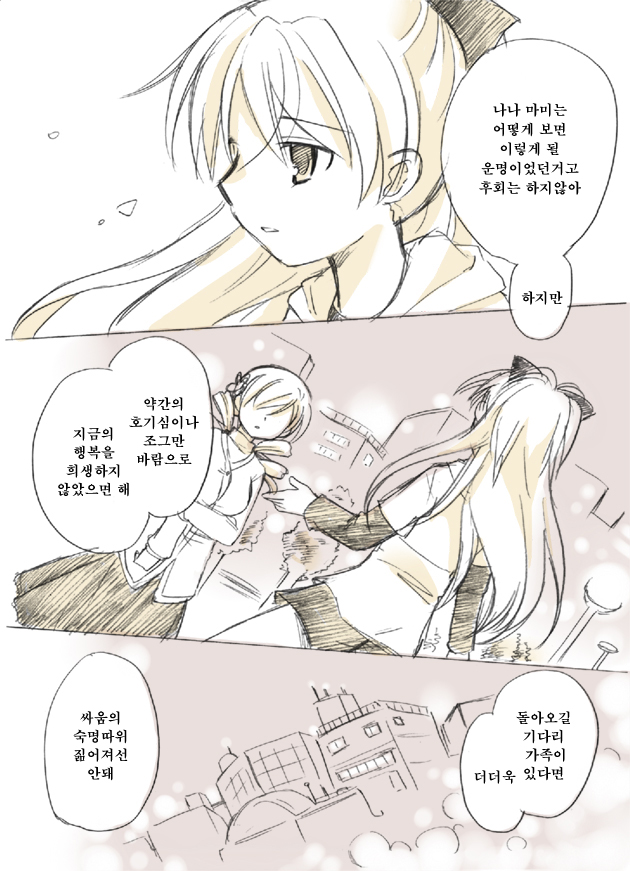 나나 마미는
어떻게 보면
이렇게 될
운명이었던거고
후회는 하지않아
하지만
약간의
호기심이나
조그만
바람으로
지금의
행복을
희생하지
않았으면 해
돌아오길
기다리
가족이
더더욱 있다면
싸움의
숙명따위
짊어져선
안돼